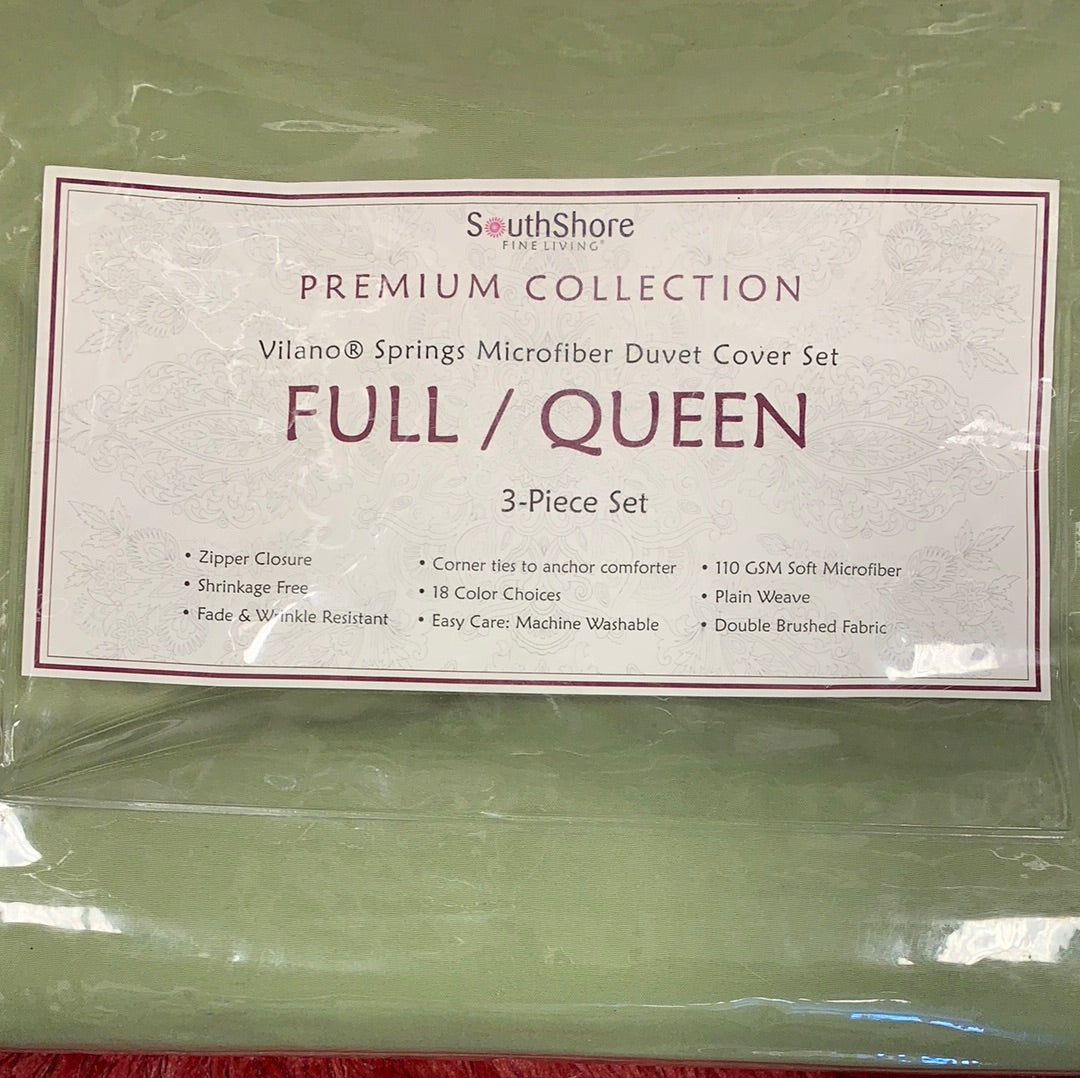 SouthShore
FINE LIVING®
PREMIUM COLLECTION
Vilano® Springs Microfiber Duvet Cover Set
FULL / QUEEN
3-Piece Set
• Zipper Closure
• Shrinkage Free
• Fade & Wrinkle Resistant
• Corner ties to anchor comforter
• 18 Color Choices
• Easy Care: Machine Washable
• 110 GSM Soft Microfiber
• Plain Weave
• Double Brushed Fabric